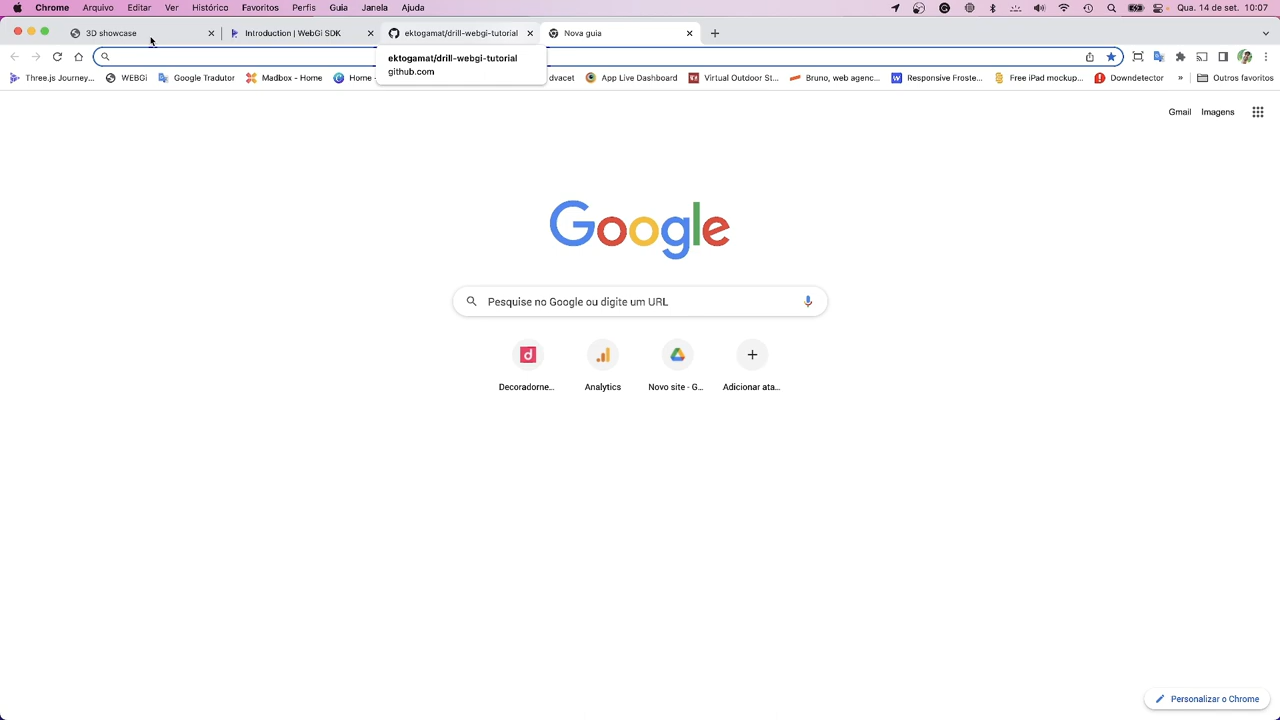 Chrome Arquivo Editar Ver Histórico Favoritos Perfis Guia Janela Ajuda Qua. 14 de set. 10:07
3D showcase Introduction | WebGi SDK ektogamat/drill-webgi-tutorial Nova guia
ektogamat/drill-webgi-tutorial
github.com
Three.js Journey... WEBGi Google Tradutor Madbox - Home Home - dvacet App Live Dashboard Virtual Outdoor St... Bruno, web agenc... Responsive Froste... Free iPad mockup... Downdetector » Outros favoritos
Gmail Imagens
Google
Pesquise no Google ou digite um URL
Decoradorne... Analytics Novo site - G... Adicionar ata...
Personalizar o Chrome